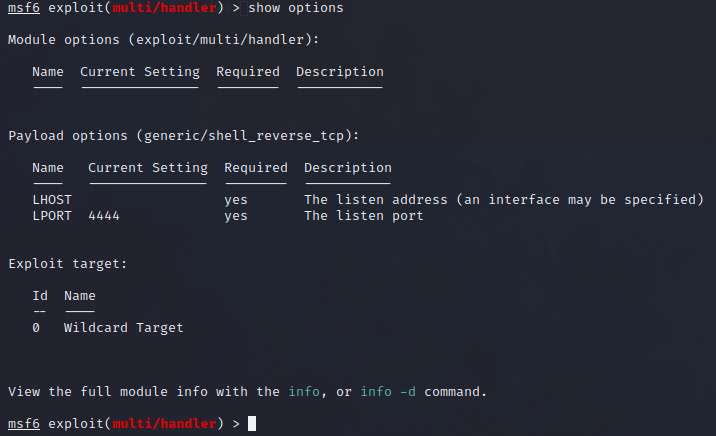 msf6 exploit(multi/handler) > show options
Module options (exploit/multi/handler):
Name  Current Setting  Required  Description
----  ---------------  --------  -----------
Payload options (generic/shell_reverse_tcp):
Name   Current Setting  Required  Description
----   ---------------  --------  -----------
LHOST                   yes       The listen address (an interface may be specified)
LPORT  4444             yes       The listen port
Exploit target:
Id  Name
--  ----
0   Wildcard Target
View the full module info with the info, or info -d command.
msf6 exploit(multi/handler) >